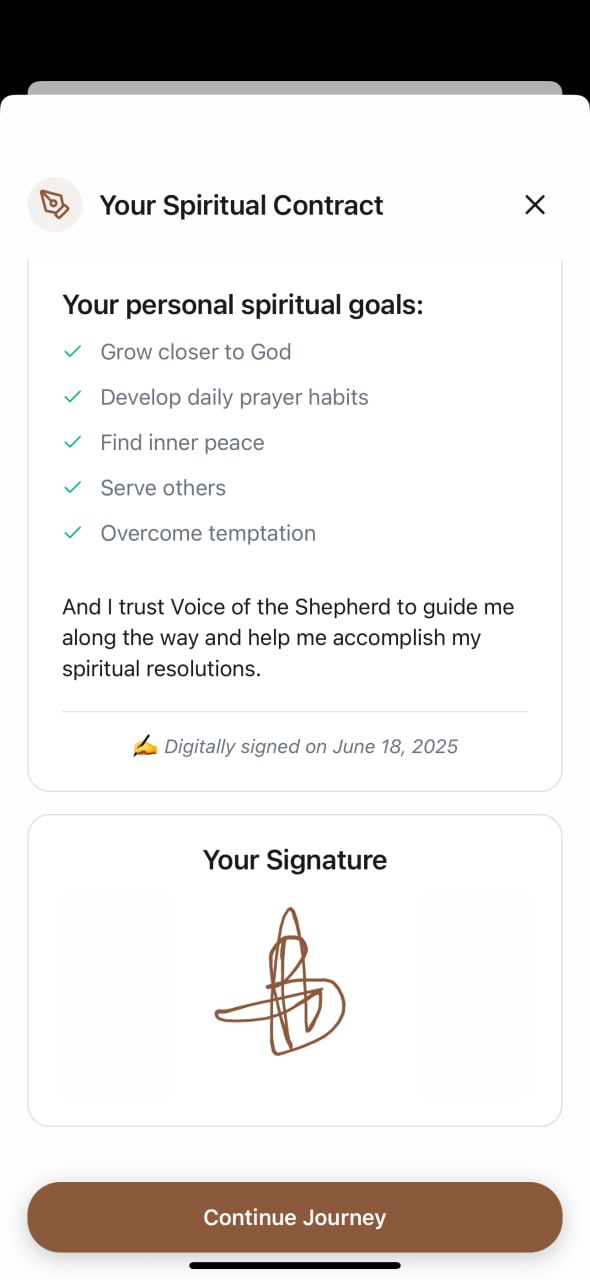 Your Spiritual Contract
Your personal spiritual goals:
Grow closer to God
Develop daily prayer habits
Find inner peace
Serve others
Overcome temptation
And I trust Voice of the Shepherd to guide me
along the way and help me accomplish my
spiritual resolutions.
✍️ Digitally signed on June 18, 2025
Your Signature
Continue Journey